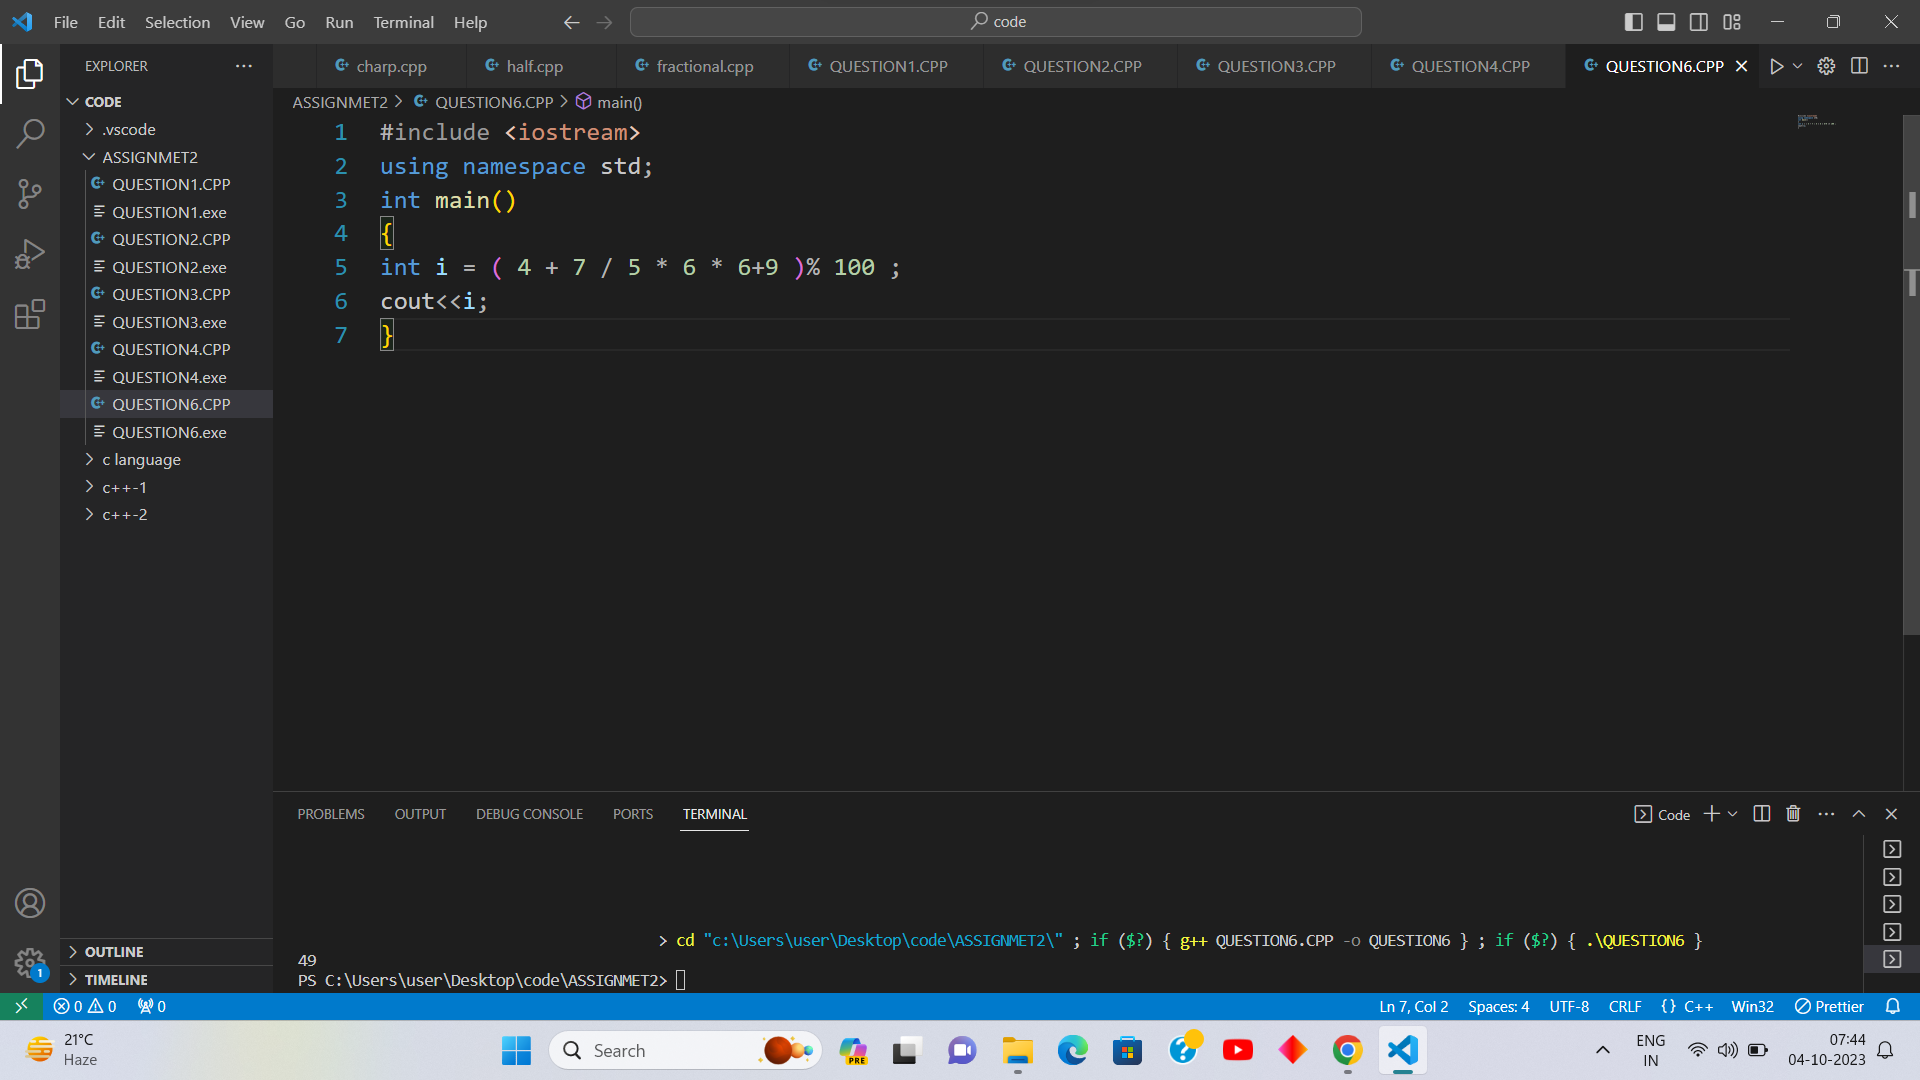 File Edit Selection View Go Run Terminal Help
code
EXPLORER
charp.cpp half.cpp fractional.cpp QUESTION1.CPP QUESTION2.CPP QUESTION3.CPP QUESTION4.CPP QUESTION6.CPP
ASSIGNMET2 > QUESTION6.CPP > main()
CODE
.vscode
ASSIGNMET2
QUESTION1.CPP
QUESTION1.exe
QUESTION2.CPP
QUESTION2.exe
QUESTION3.CPP
QUESTION3.exe
QUESTION4.CPP
QUESTION4.exe
QUESTION6.CPP
QUESTION6.exe
c language
c++-1
c++-2
OUTLINE
TIMELINE
1 #include <iostream>
2 using namespace std;
3 int main()
4 {
5 int i = ( 4 + 7 / 5 * 6 * 6+9 )% 100 ;
6 cout<<i;
7 }
PROBLEMS OUTPUT DEBUG CONSOLE PORTS TERMINAL
Code
> cd "c:\Users\user\Desktop\code\ASSIGNMET2\" ; if ($?) { g++ QUESTION6.CPP -o QUESTION6 } ; if ($?) { .\QUESTION6 }
49
PS C:\Users\user\Desktop\code\ASSIGNMET2>
1
0 0 0
Ln 7, Col 2 Spaces: 4 UTF-8 CRLF {} C++ Win32 Prettier
21°C
Haze
Search
PRE
ENG
IN
07:44
04-10-2023